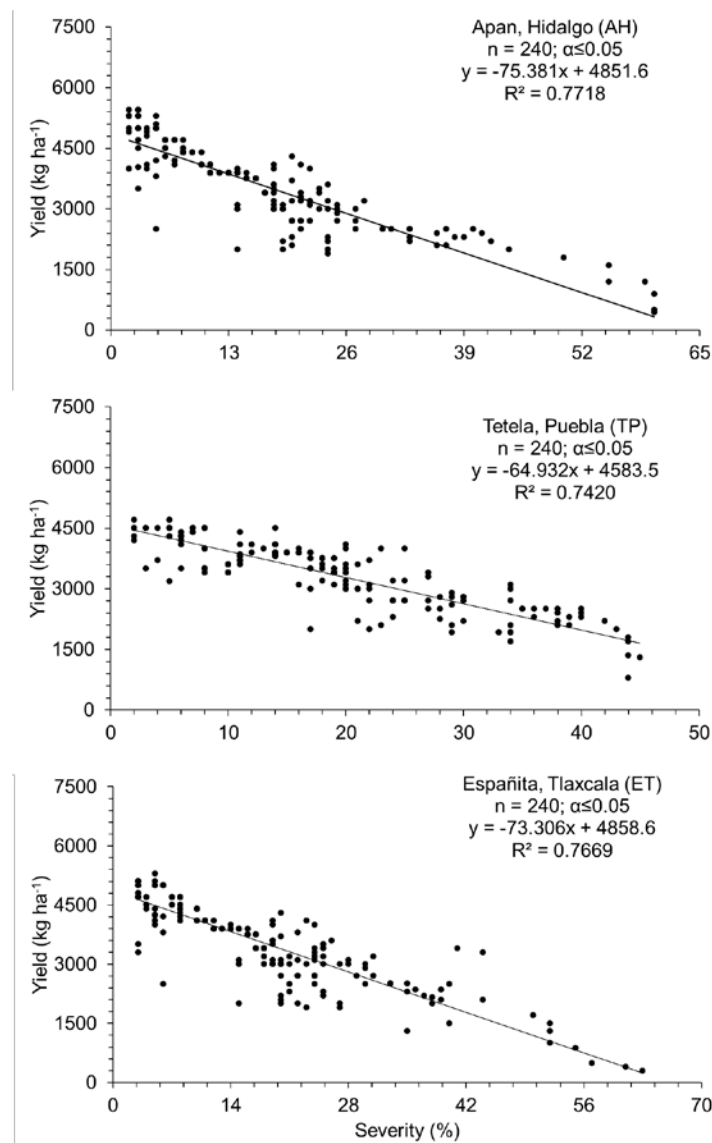 Apan, Hidalgo (AH)
n = 240; α≤0.05
y = -75.381x + 4851.6
R² = 0.7718
7500
6000
4500
3000
1500
0
Yield (kg ha⁻¹)
0 13 26 39 52 65
Tetela, Puebla (TP)
n = 240; α≤0.05
y = -64.932x + 4583.5
R² = 0.7420
7500
6000
4500
3000
1500
0
Yield (kg ha⁻¹)
0 10 20 30 40 50
Españita, Tlaxcala (ET)
n = 240; α≤0.05
y = -73.306x + 4858.6
R² = 0.7669
7500
6000
4500
3000
1500
0
Yield (kg ha⁻¹)
0 14 28 42 56 70
Severity (%)